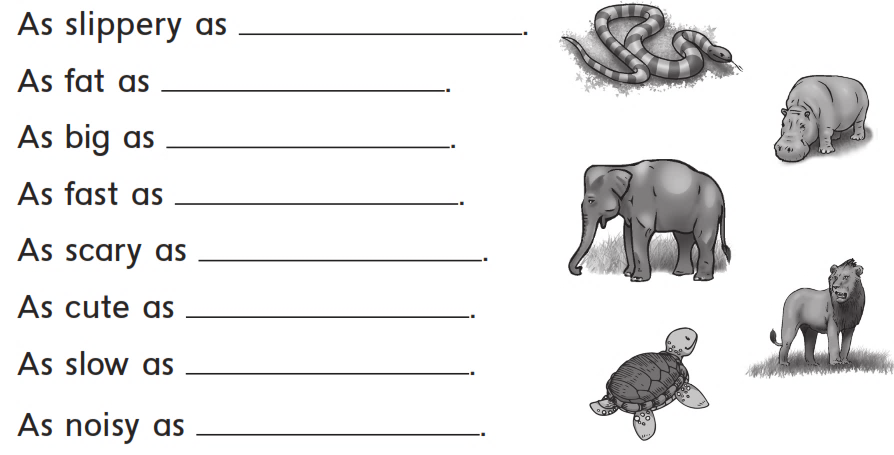 As slippery as ____________________.
As fat as ____________________.
As big as ____________________.
As fast as ____________________.
As scary as ____________________.
As cute as ____________________.
As slow as ____________________.
As noisy as ____________________.